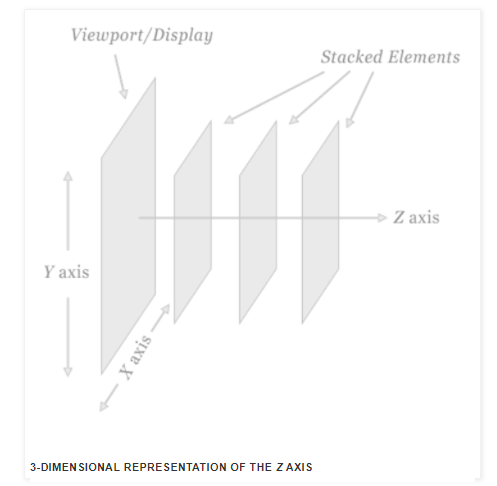 Viewport/Display
Stacked Elements
Z axis
Y axis
X axis
3-DIMENSIONAL REPRESENTATION OF THE Z AXIS